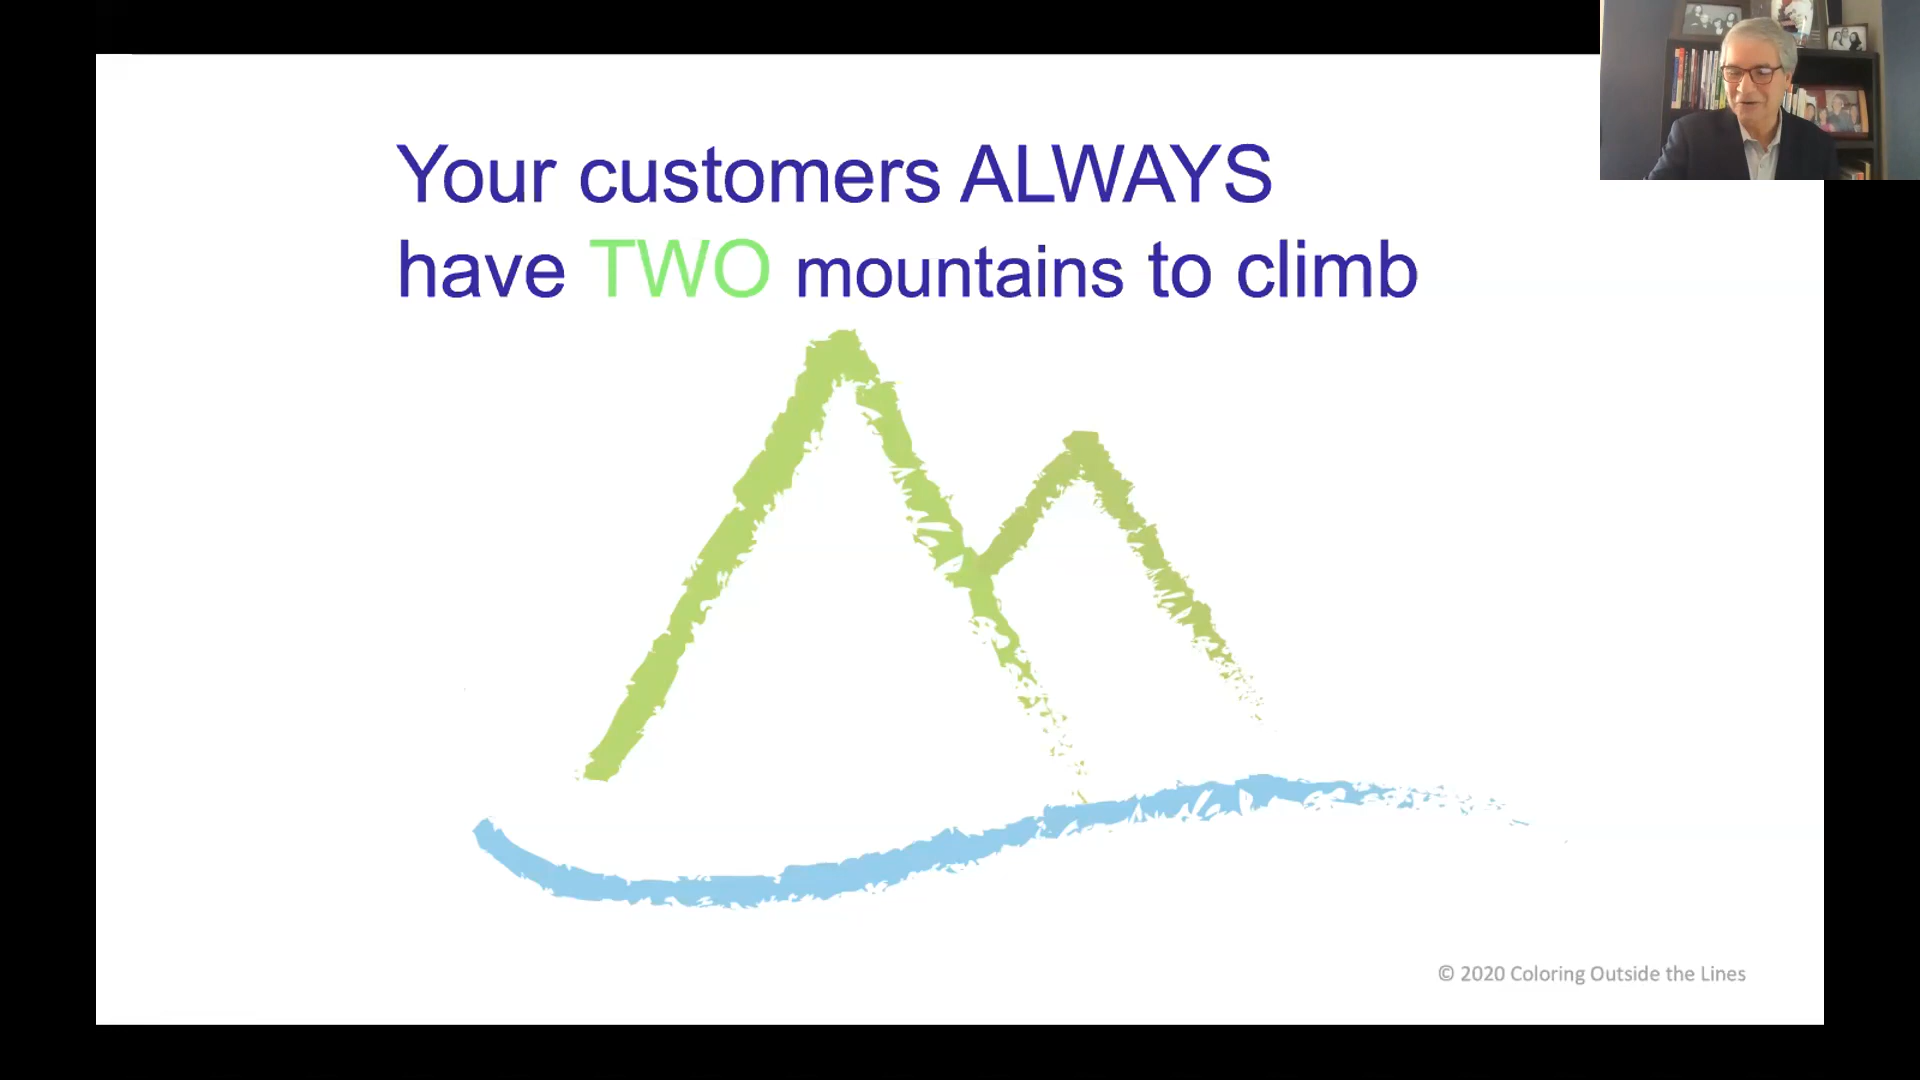 Your customers ALWAYS
have TWO mountains to climb
© 2020 Coloring Outside the Lines